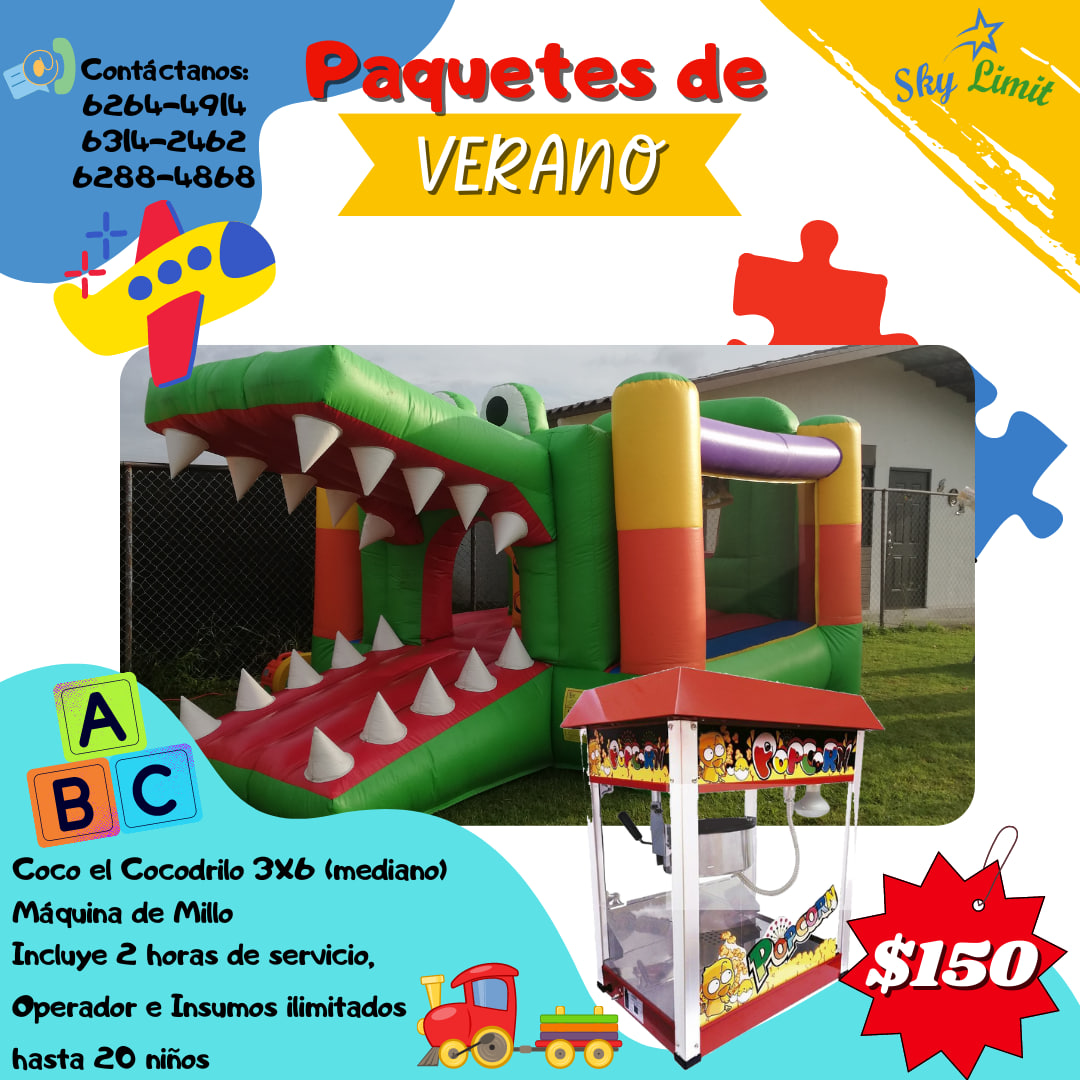 Contáctanos:
6264-4914
6314-2462
6288-4868
Paquetes de
VERANO
Sky Limit
POPCORN
POPCORN
POPCORN
A
B
C
Coco el Cocodrilo 3X6 (mediano)
Máquina de Millo
Incluye 2 horas de servicio,
Operador e Insumos ilimitados
hasta 20 niños
$150